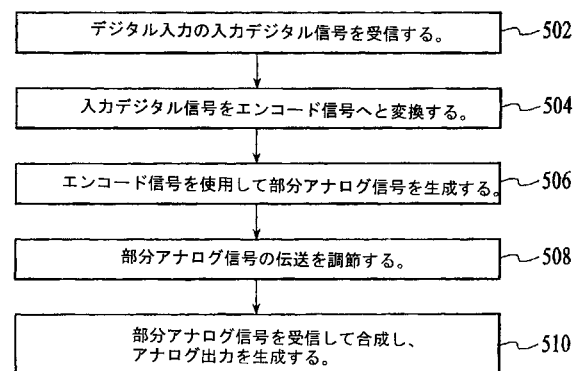 デジタル入力の入力デジタル信号を受信する。 502
入力デジタル信号をエンコード信号へと変換する。 504
エンコード信号を使用して部分アナログ信号を生成する。 506
部分アナログ信号の伝送を調節する。 508
部分アナログ信号を受信して合成し、
アナログ出力を生成する。 510